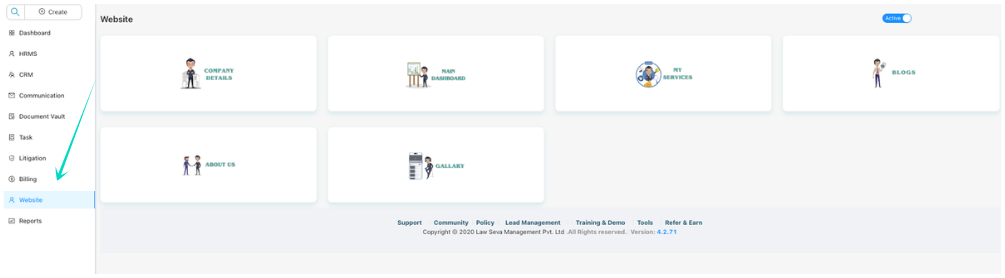 Create
Website
Active
Dashboard
HRMS
CRM
Communication
Document Vault
Task
Litigation
Billing
Website
Reports
COMPANY
DETAILS
MAIN
DASHBOARD
MY
SERVICES
BLOGS
ABOUT US
GALLARY
Support Community Policy Lead Management Training & Demo Tools Refer & Earn
Copyright © 2020 Law Seva Management Pvt. Ltd .All Rights reserved. Version: 4.2.71